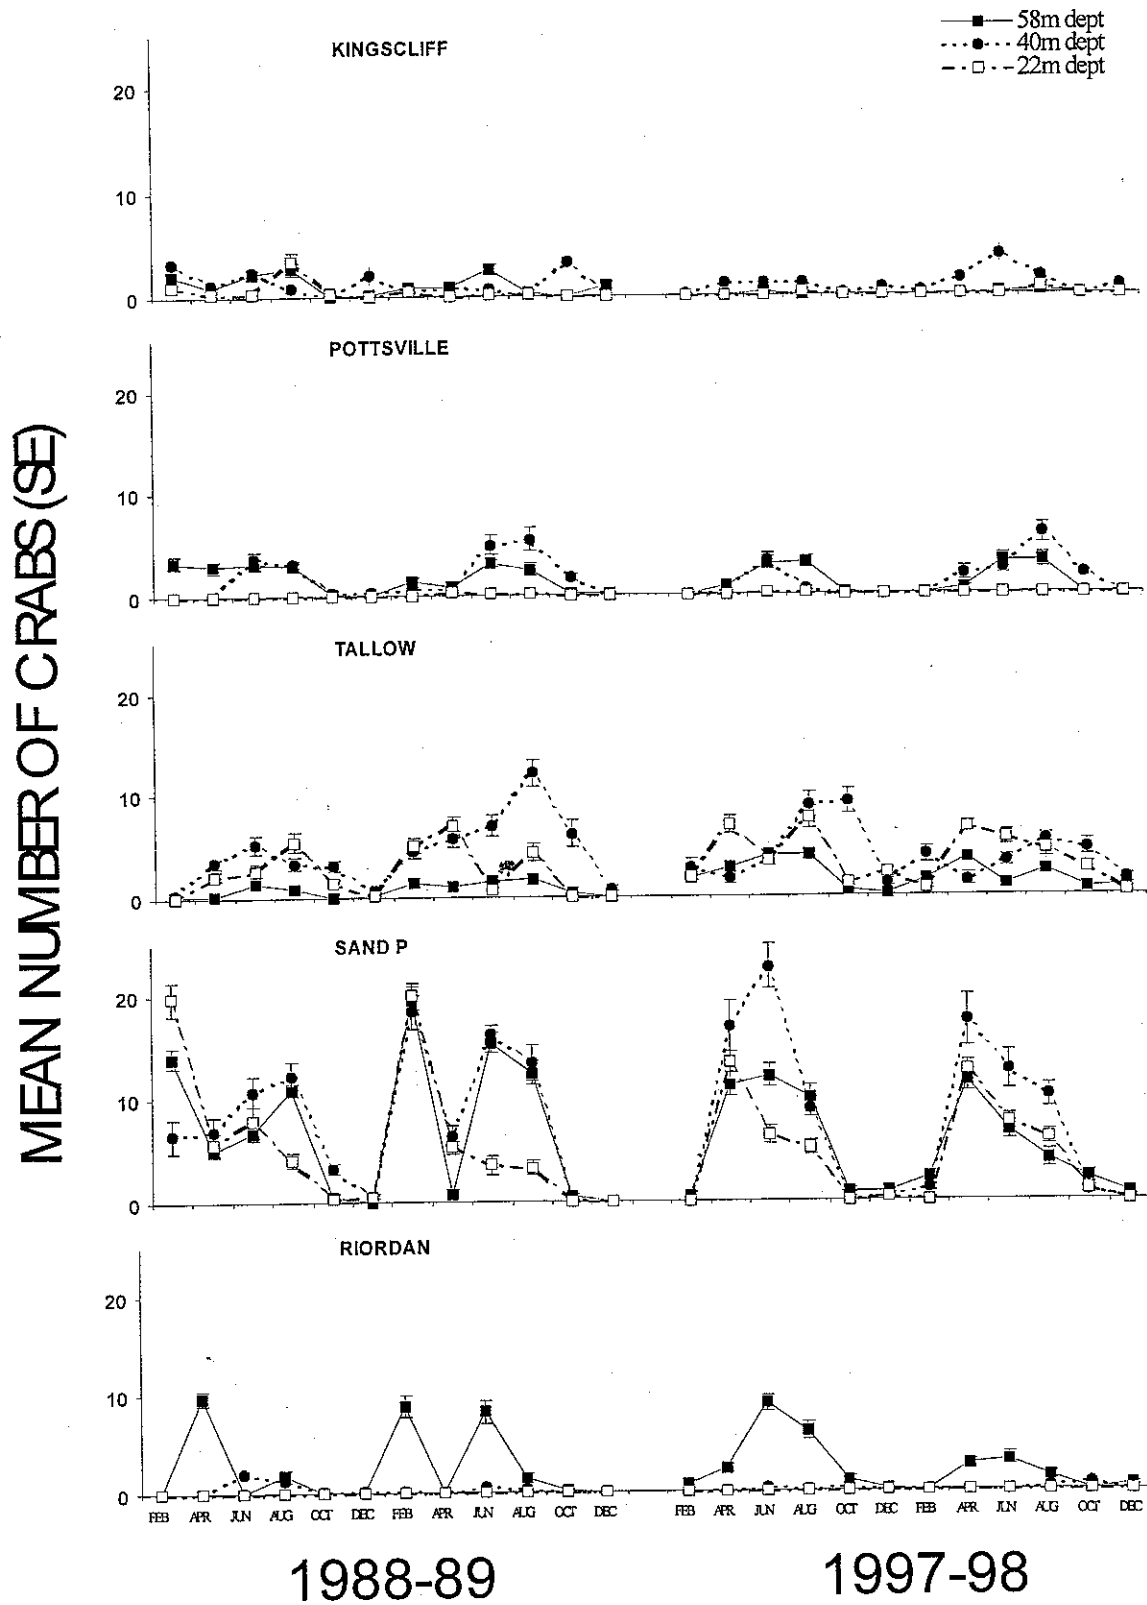 58m dept
40m dept
22m dept
MEAN NUMBER OF CRABS (SE)
KINGSCLIFF
20
10
0
POTTSVILLE
20
10
0
TALLOW
20
10
0
SAND P
20
10
0
RIORDAN
20
10
0
FEB APR JUN AUG OCT DEC FEB APR JUN AUG OCT DEC FEB APR JUN AUG OCT DEC FEB APR JUN AUG OCT DEC
1988-89 1997-98